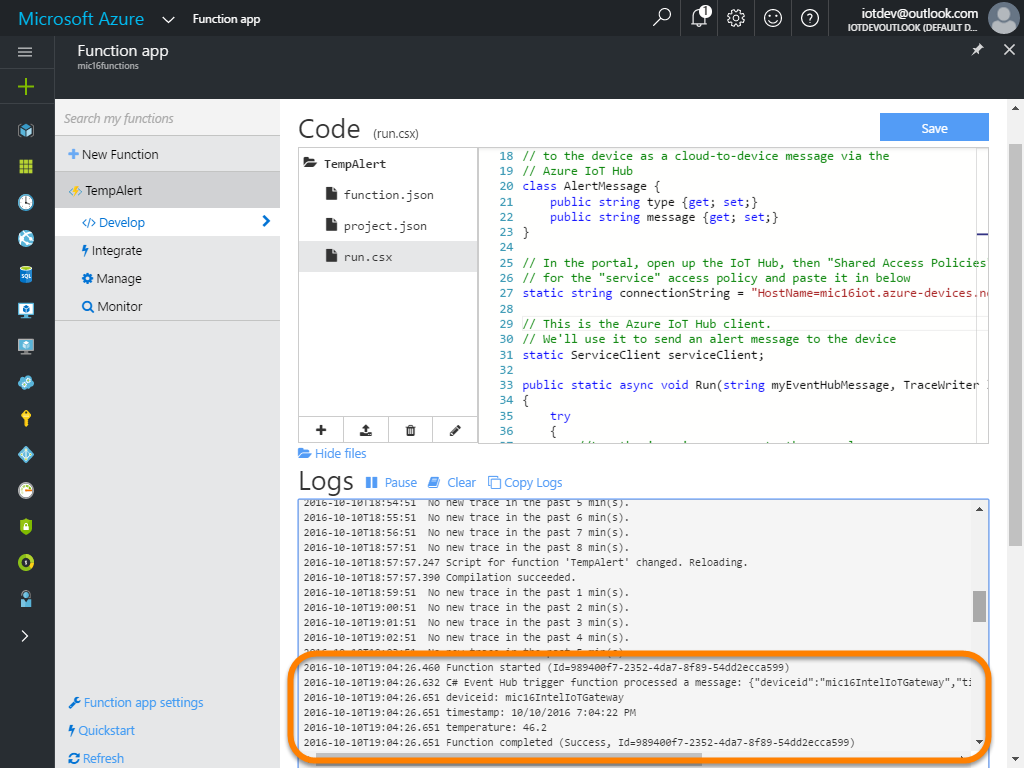 Microsoft Azure
Function app
1
iotdev@outlook.com
IOTDEVOUTLOOK (DEFAULT D...
Function app
mic16functions
Search my functions
New Function
TempAlert
</> Develop
Integrate
Manage
Monitor
Function app settings
Quickstart
Refresh
Code (run.csx)
Save
TempAlert
function.json
project.json
run.csx
18 // to the device as a cloud-to-device message via the
19 // Azure IoT Hub
20 class AlertMessage {
21 public string type {get; set;}
22 public string message {get; set;}
23 }
24
25 // In the portal, open up the IoT Hub, then "Shared Access Policies
26 // for the "service" access policy and paste it in below
27 static string connectionString = "HostName=mic16iot.azure-devices.ne
28
29 // This is the Azure IoT Hub client.
30 // We'll use it to send an alert message to the device
31 static ServiceClient serviceClient;
32
33 public static async void Run(string myEventHubMessage, TraceWriter
34 {
35 try
36 {
Hide files
Logs Pause Clear Copy Logs
2016-10-10T18:54:51 No new trace in the past 5 min(s).
2016-10-10T18:55:51 No new trace in the past 6 min(s).
2016-10-10T18:56:51 No new trace in the past 7 min(s).
2016-10-10T18:57:51 No new trace in the past 8 min(s).
2016-10-10T18:57:57.247 Script for function 'TempAlert' changed. Reloading.
2016-10-10T18:57:57.390 Compilation succeeded.
2016-10-10T18:59:51 No new trace in the past 1 min(s).
2016-10-10T19:00:51 No new trace in the past 2 min(s).
2016-10-10T19:01:51 No new trace in the past 3 min(s).
2016-10-10T19:02:51 No new trace in the past 4 min(s).
2016-10-10T19:04:26.460 Function started (Id=989400f7-2352-4da7-8f89-54dd2ecca599)
2016-10-10T19:04:26.632 C# Event Hub trigger function processed a message: {"deviceid":"mic16IntelIoTGateway","ti
2016-10-10T19:04:26.651 deviceid: mic16IntelIoTGateway
2016-10-10T19:04:26.651 timestamp: 10/10/2016 7:04:22 PM
2016-10-10T19:04:26.651 temperature: 46.2
2016-10-10T19:04:26.651 Function completed (Success, Id=989400f7-2352-4da7-8f89-54dd2ecca599)